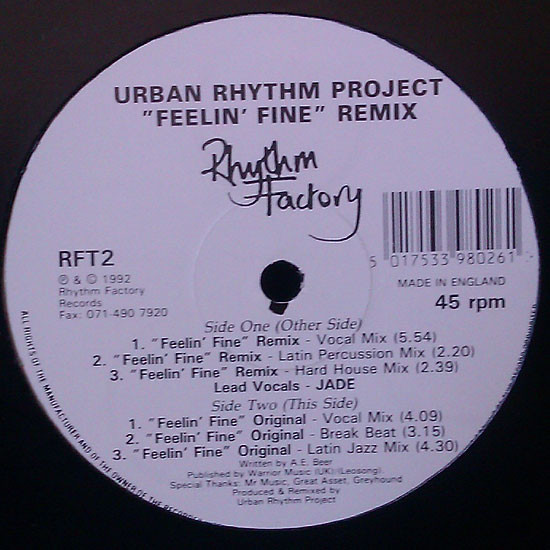 URBAN RHYTHM PROJECT
"FEELIN' FINE" REMIX
Rhythm
Factory
RFT2
℗ & © 1992
Rhythm Factory
Records
Fax: 071-490 7920
5 017533 980261
MADE IN ENGLAND
45 rpm
Side One (Other Side)
1. "Feelin' Fine" Remix - Vocal Mix (5.54)
2. "Feelin' Fine" Remix - Latin Percussion Mix (2.20)
3. "Feelin' Fine" Remix - Hard House Mix (2.39)
Lead Vocals - JADE
Side Two (This Side)
1. "Feelin' Fine" Original - Vocal Mix (4.09)
2. "Feelin' Fine" Original - Break Beat (3.15)
3. "Feelin' Fine" Original - Latin Jazz Mix (4.30)
Written by A.E. Beer
Published by Warrior Music (UK)/(Leosong).
Special Thanks: Mr Music, Great Asset, Greyhound
Produced & Remixed by
Urban Rhythm Project
ALL RIGHTS OF THE MANUFACTURER AND OF THE OWNER OF THE